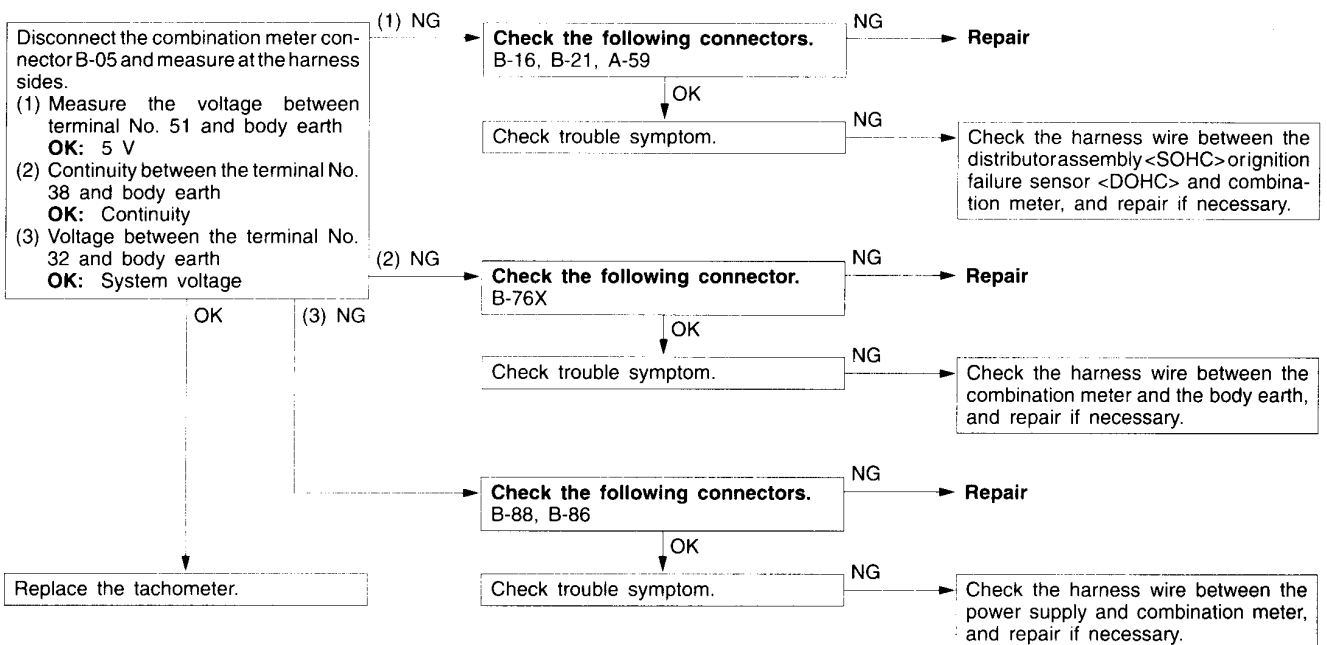 Disconnect the combination meter con-
nector B-05 and measure at the harness
sides.
(1) Measure the voltage between
terminal No. 51 and body earth
OK: 5 V
(2) Continuity between the terminal No.
38 and body earth
OK: Continuity
(3) Voltage between the terminal No.
32 and body earth
OK: System voltage
(1) NG
Check the following connectors.
B-16, B-21, A-59
NG
Repair
OK
Check trouble symptom.
NG
Check the harness wire between the
distributor assembly <SOHC> or ignition
failure sensor <DOHC> and combina-
tion meter, and repair if necessary.
(2) NG
Check the following connector.
B-76X
NG
Repair
OK
Check trouble symptom.
NG
Check the harness wire between the
combination meter and the body earth,
and repair if necessary.
OK
(3) NG
Check the following connectors.
B-88, B-86
NG
Repair
OK
Check trouble symptom.
NG
Check the harness wire between the
power supply and combination meter,
and repair if necessary.
Replace the tachometer.